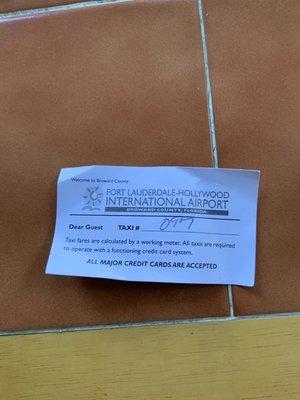 Welcome to Broward County
FORT LAUDERDALE-HOLLYWOOD
INTERNATIONAL AIRPORT
BROWARD COUNTY, FLORIDA
Dear Guest TAXI #
Taxi fares are calculated by a working meter. All taxis are required
to operate with a functioning credit card system.
ALL MAJOR CREDIT CARDS ARE ACCEPTED